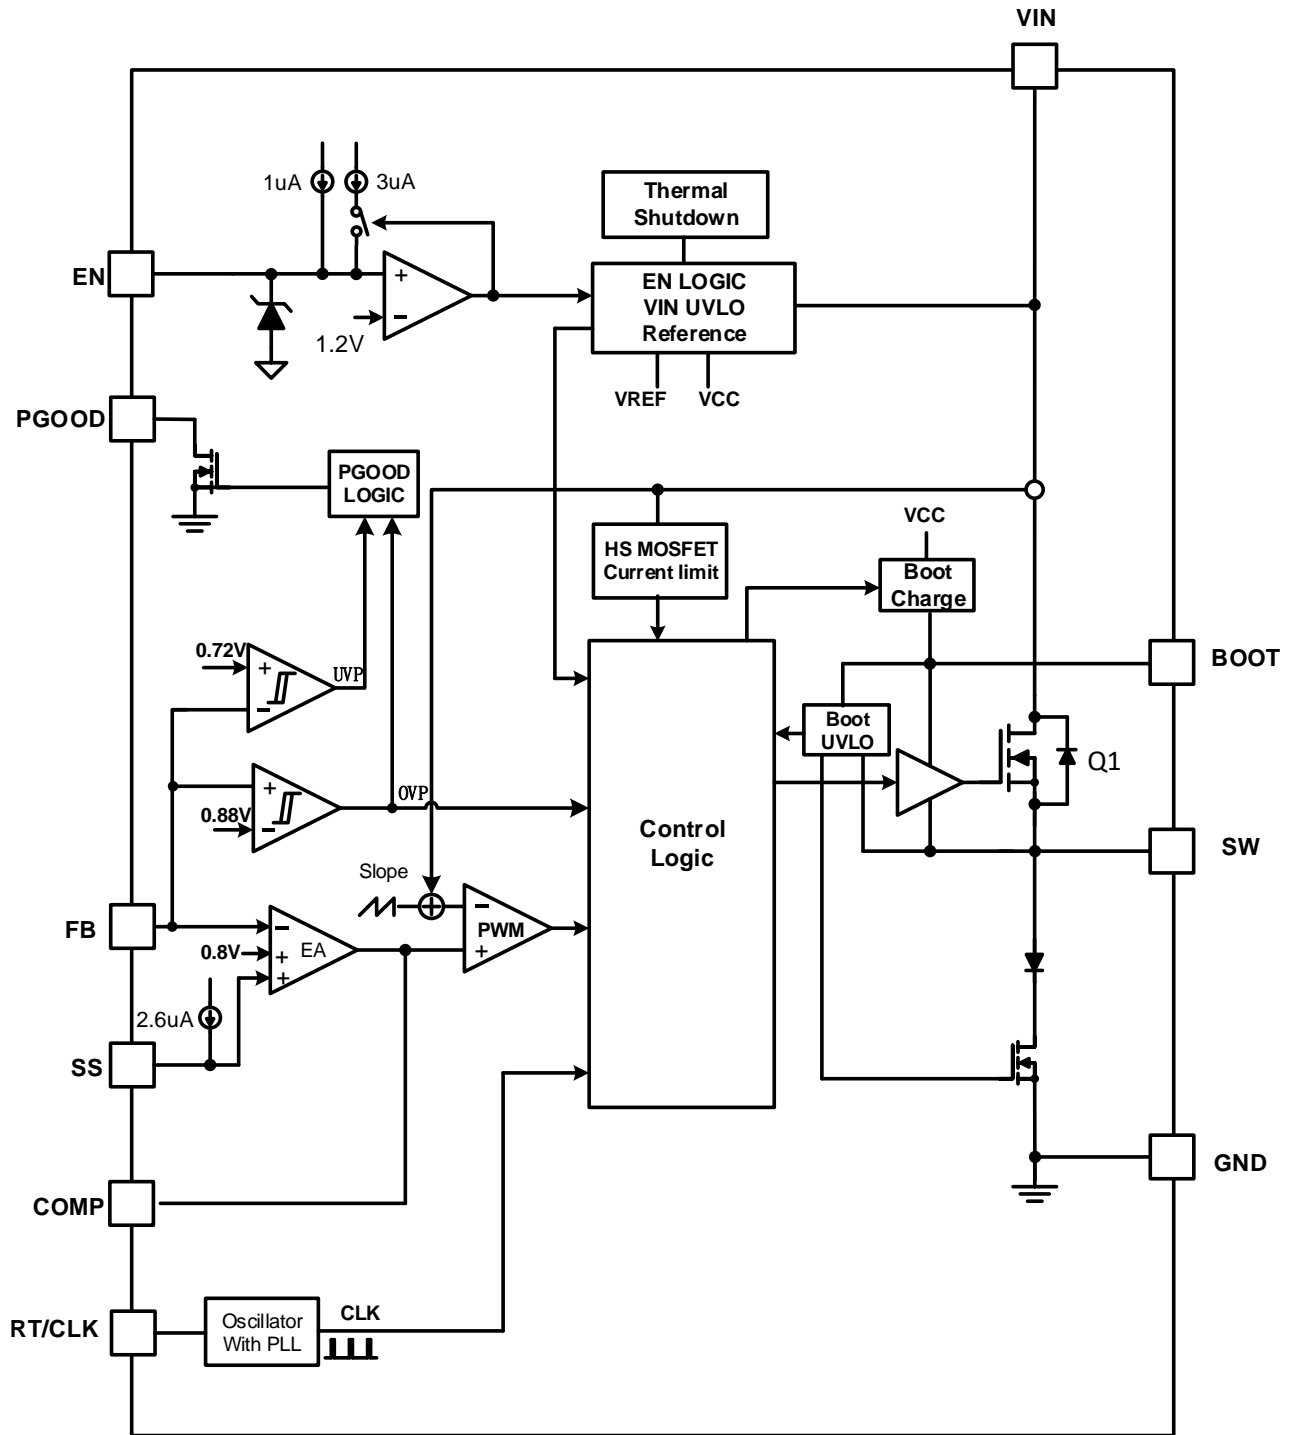 VIN
1uA
3uA
Thermal
Shutdown
EN
+
−
1.2V
EN LOGIC
VIN UVLO
Reference
VREF
VCC
PGOOD
PGOOD
LOGIC
HS MOSFET
Current limit
VCC
Boot
Charge
0.72V
+
−
UVP
BOOT
Boot
UVLO
Q1
+
0.88V
−
OVP
Control
Logic
SW
Slope
+
−
PWM
+
FB
−
0.8V
+
EA
+
2.6uA
SS
GND
COMP
RT/CLK
Oscillator
With PLL
CLK